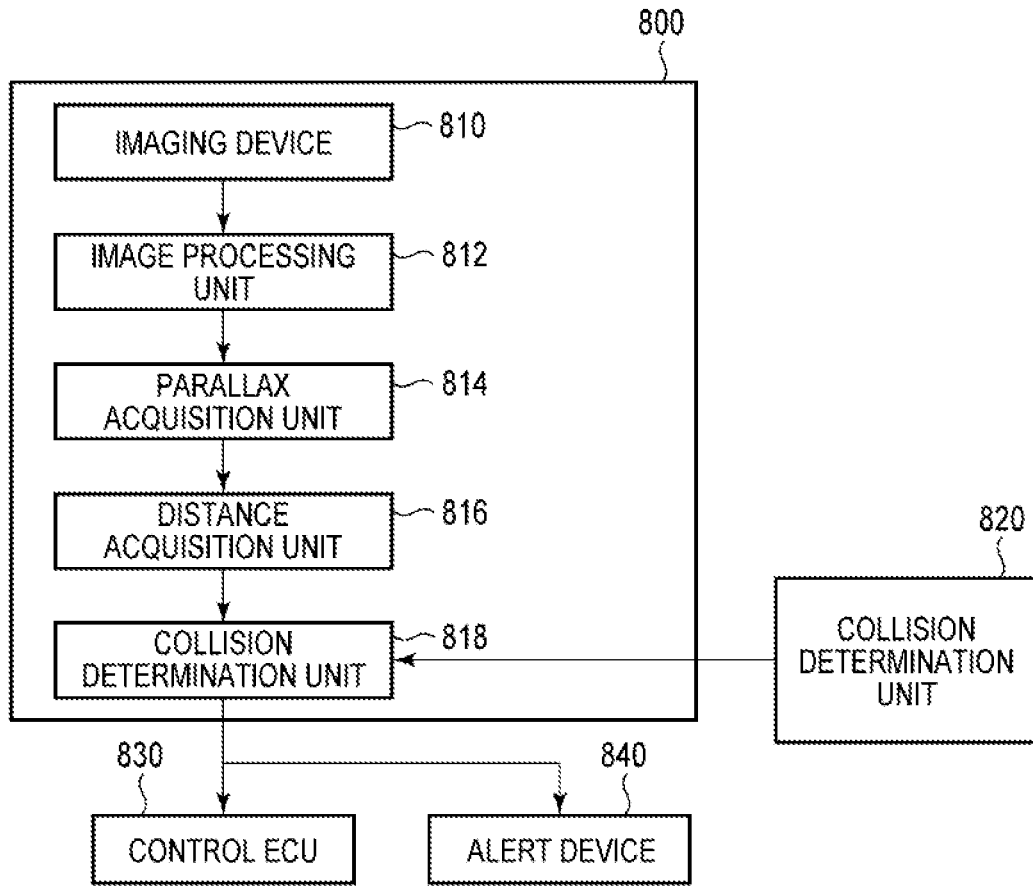 800
IMAGING DEVICE
810
IMAGE PROCESSING
UNIT
812
PARALLAX
ACQUISITION UNIT
814
DISTANCE
ACQUISITION UNIT
816
COLLISION
DETERMINATION UNIT
818
820
COLLISION
DETERMINATION
UNIT
830
CONTROL ECU
840
ALERT DEVICE